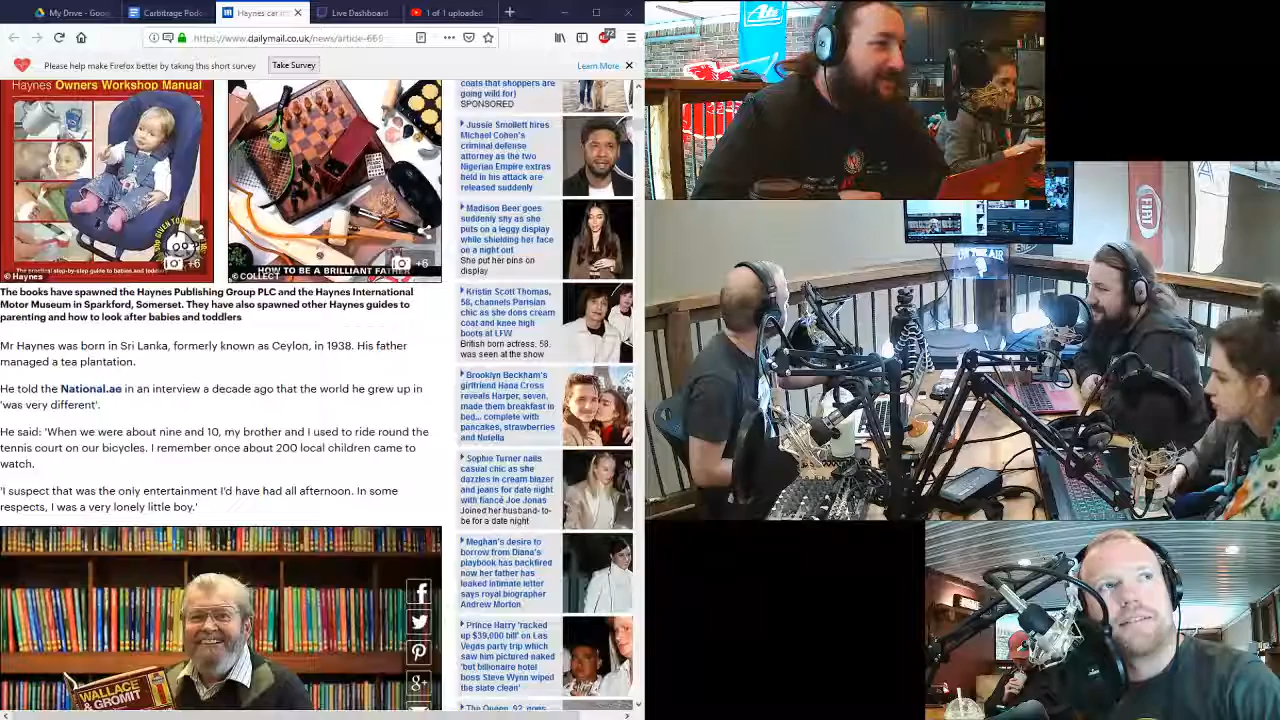 My Drive - Goo
Carbitrage Podc
Haynes car m
Live Dashboard
1 of 1 uploaded
https://www.dailymail.co.uk/news/article-669
72
Please help make Firefox better by taking this short survey
Take Survey
Learn More
Haynes Owners Workshop Manual
+6
© Haynes
+6
© COLLECT
HOW TO BE A BRILLIANT FATHER
The books have spawned the Haynes Publishing Group PLC and the Haynes International
Motor Museum in Sparkford, Somerset. They have also spawned other Haynes guides to
parenting and how to look after babies and toddlers
Mr Haynes was born in Sri Lanka, formerly known as Ceylon, in 1938. His father
managed a tea plantation.
He told the National.ae in an interview a decade ago that the world he grew up in
'was very different'.
He said: 'When we were about nine and 10, my brother and I used to ride round the
tennis court on our bicycles. I remember once about 200 local children came to
watch.
'I suspect that was the only entertainment I'd have had all afternoon. In some
respects, I was a very lonely little boy.'
WALLACE
& GROMIT
coats that shoppers are
going wild for)
SPONSORED
Jussie Smollett hires
Michael Cohen's
criminal defense
attorney as the two
Nigerian Empire extras
held in his attack are
released suddenly
Madison Beer goes
suddenly shy as she
puts on a leggy display
while shielding her face
on a night out
She put her pins on
display
Kristin Scott Thomas,
58, channels Parisian
chic as she dons cream
coat and knee high
boots at LFW
British born actress, 58,
was seen at the show
Brooklyn Beckham's
girlfriend Hana Cross
reveals Harper, seven,
made them breakfast in
bed... complete with
pancakes, strawberries
and Nutella
Sophie Turner nails
casual chic as she
dazzles in cream blazer
and jeans for date night
with fiancé Joe Jonas
Joined her husband- to-
be for a date night
Meghan's desire to
borrow from Diana's
playbook has backfired
now her father has
leaked intimate letter
says royal biographer
Andrew Morton
Prince Harry 'racked
up $39,000 bill' on Las
Vegas party trip which
saw him pictured naked
'but billionaire hotel
boss Steve Wynn wiped
the slate clean'
The Queen, 92, goes
Ate
FIAT
ON AIR